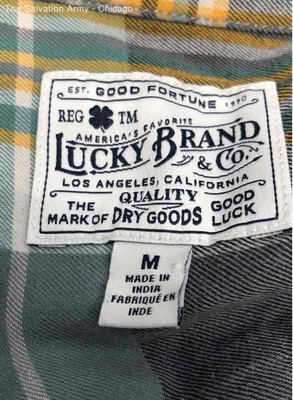 The Salvation Army - Chicago
EST. GOOD FORTUNE 1990
REG TM
AMERICA'S FAVORITE
LUCKY BRAND
& CO.
LOS ANGELES, CALIFORNIA
THE QUALITY GOOD
MARK OF DRY GOODS LUCK
M
MADE IN
INDIA
FABRIQUÉ EN
INDE